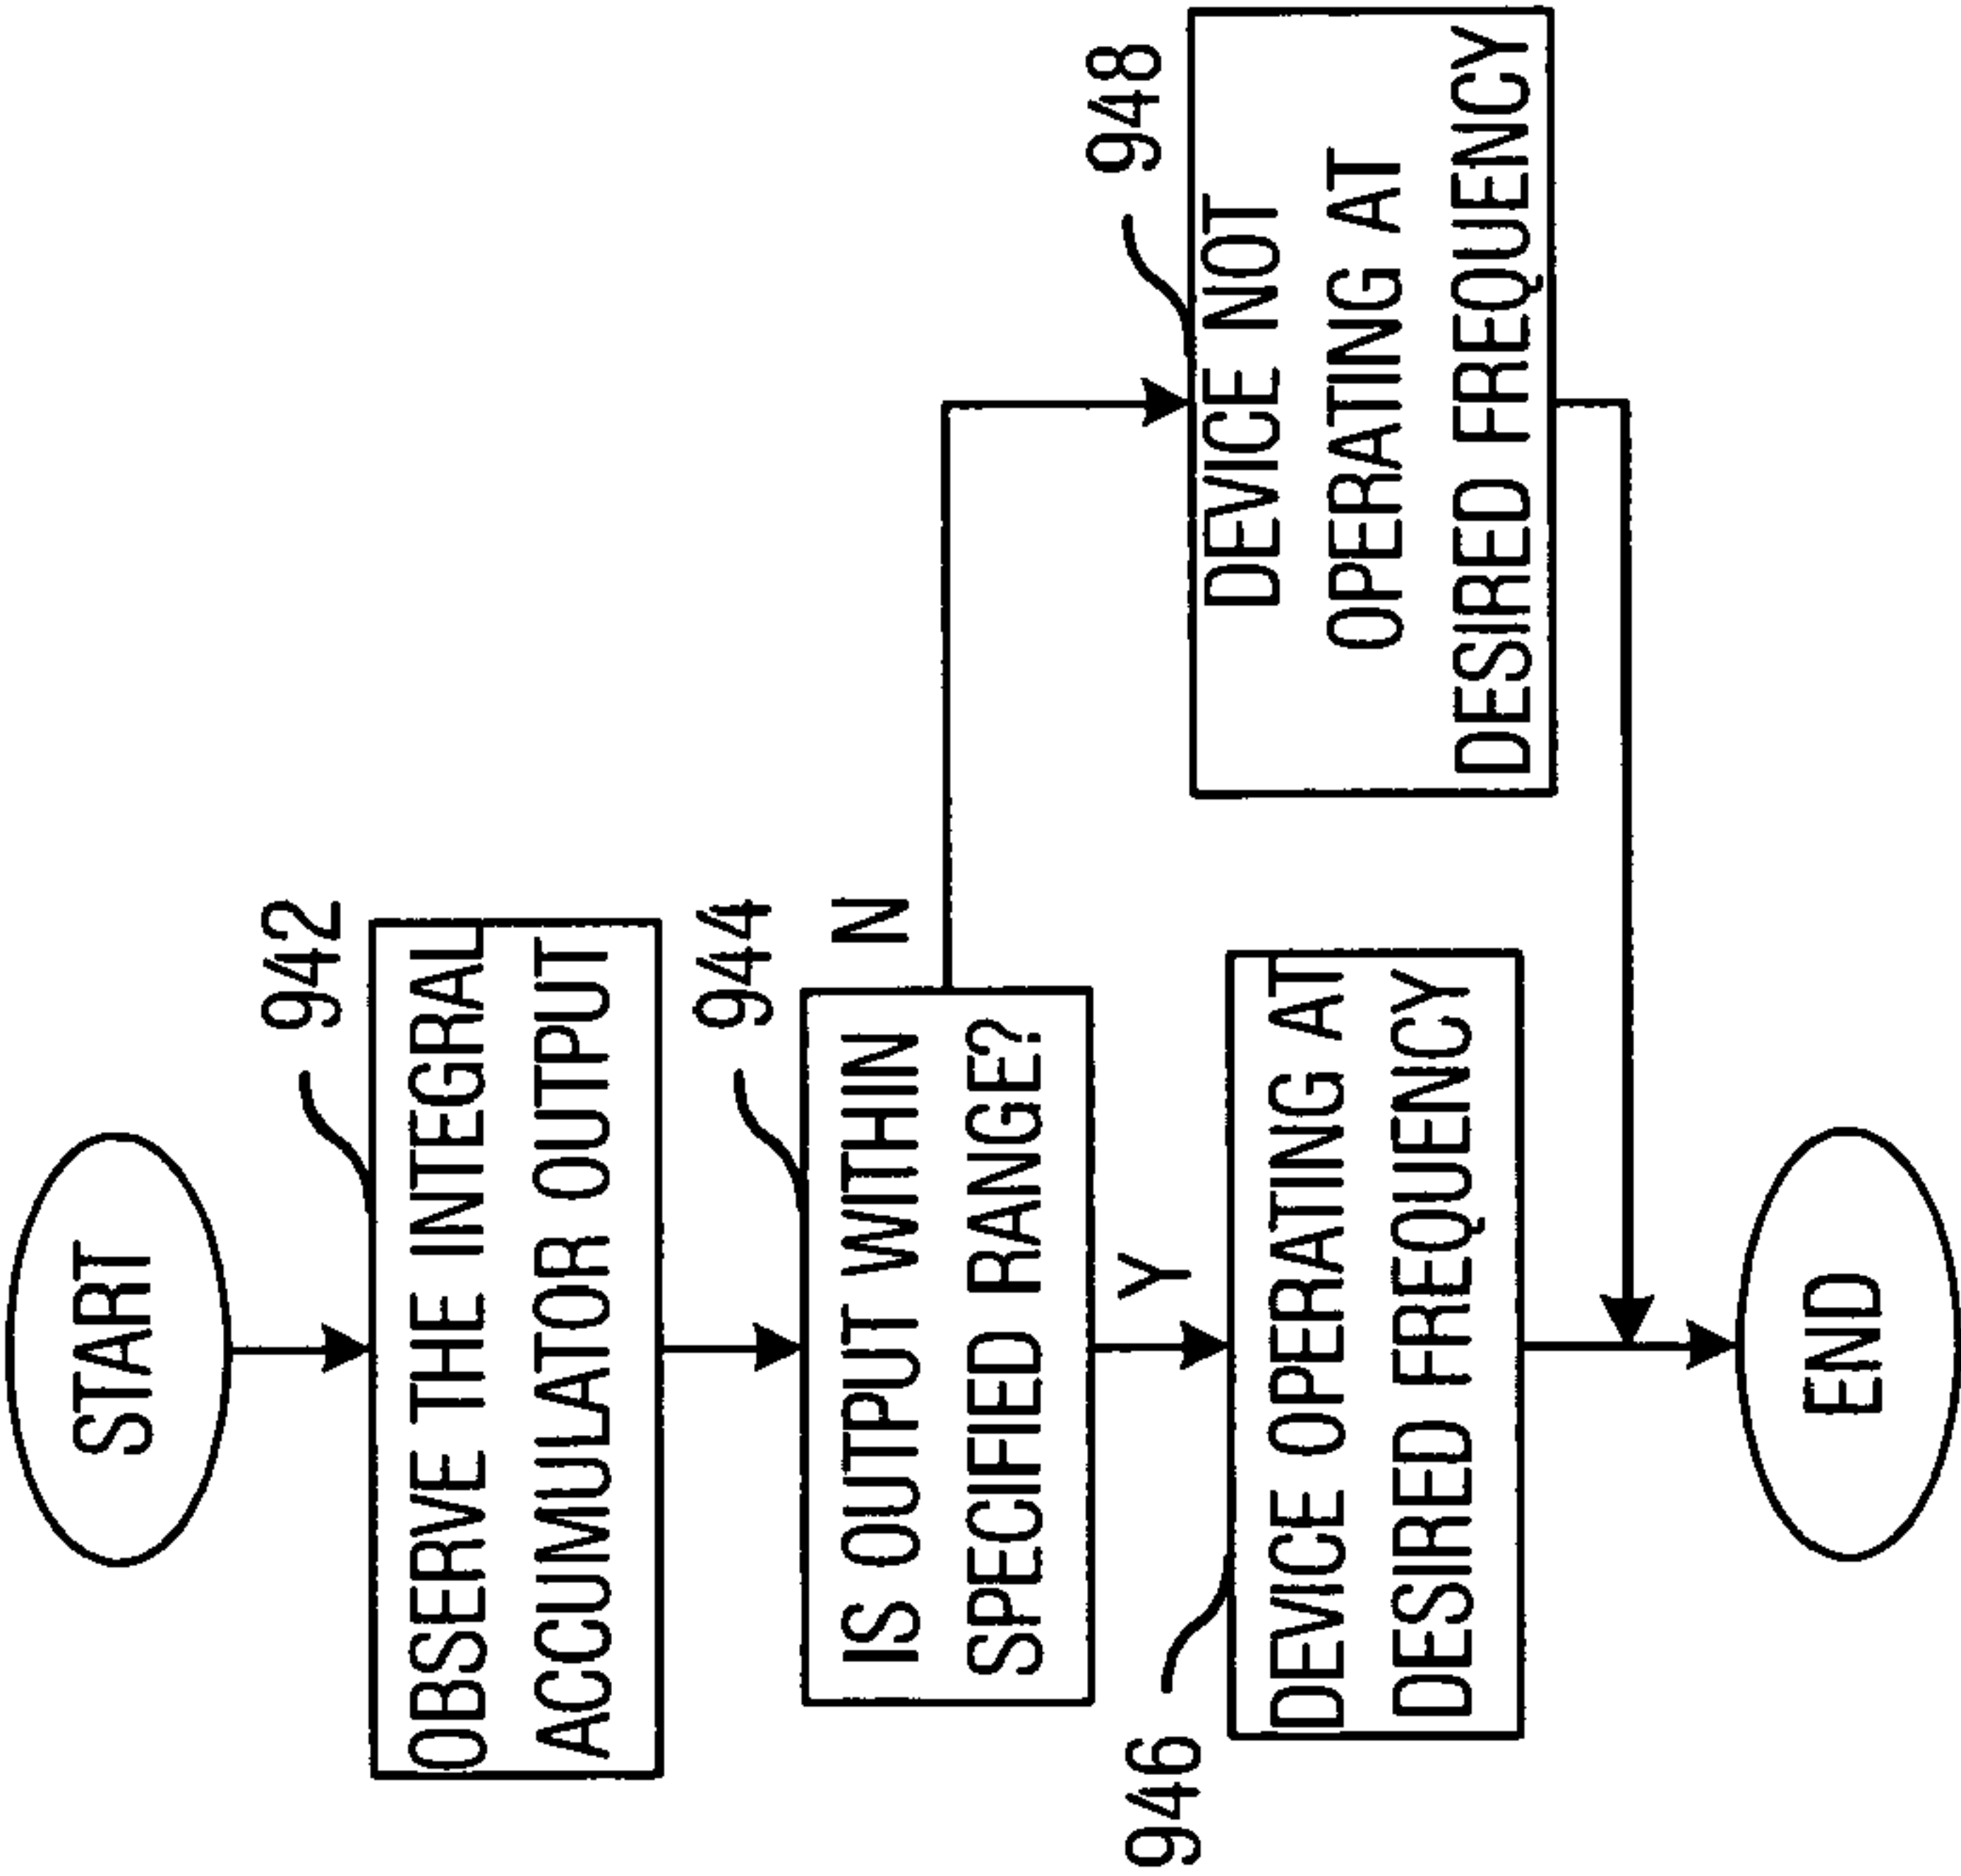 START
942
OBSERVE THE INTEGRAL
ACCUMULATOR OUTPUT
944
IS OUTPUT WITHIN
SPECIFIED RANGE?
N
Y
946
DEVICE OPERATING AT
DESIRED FREQUENCY
948
DEVICE NOT
OPERATING AT
DESIRED FREQUENCY
END